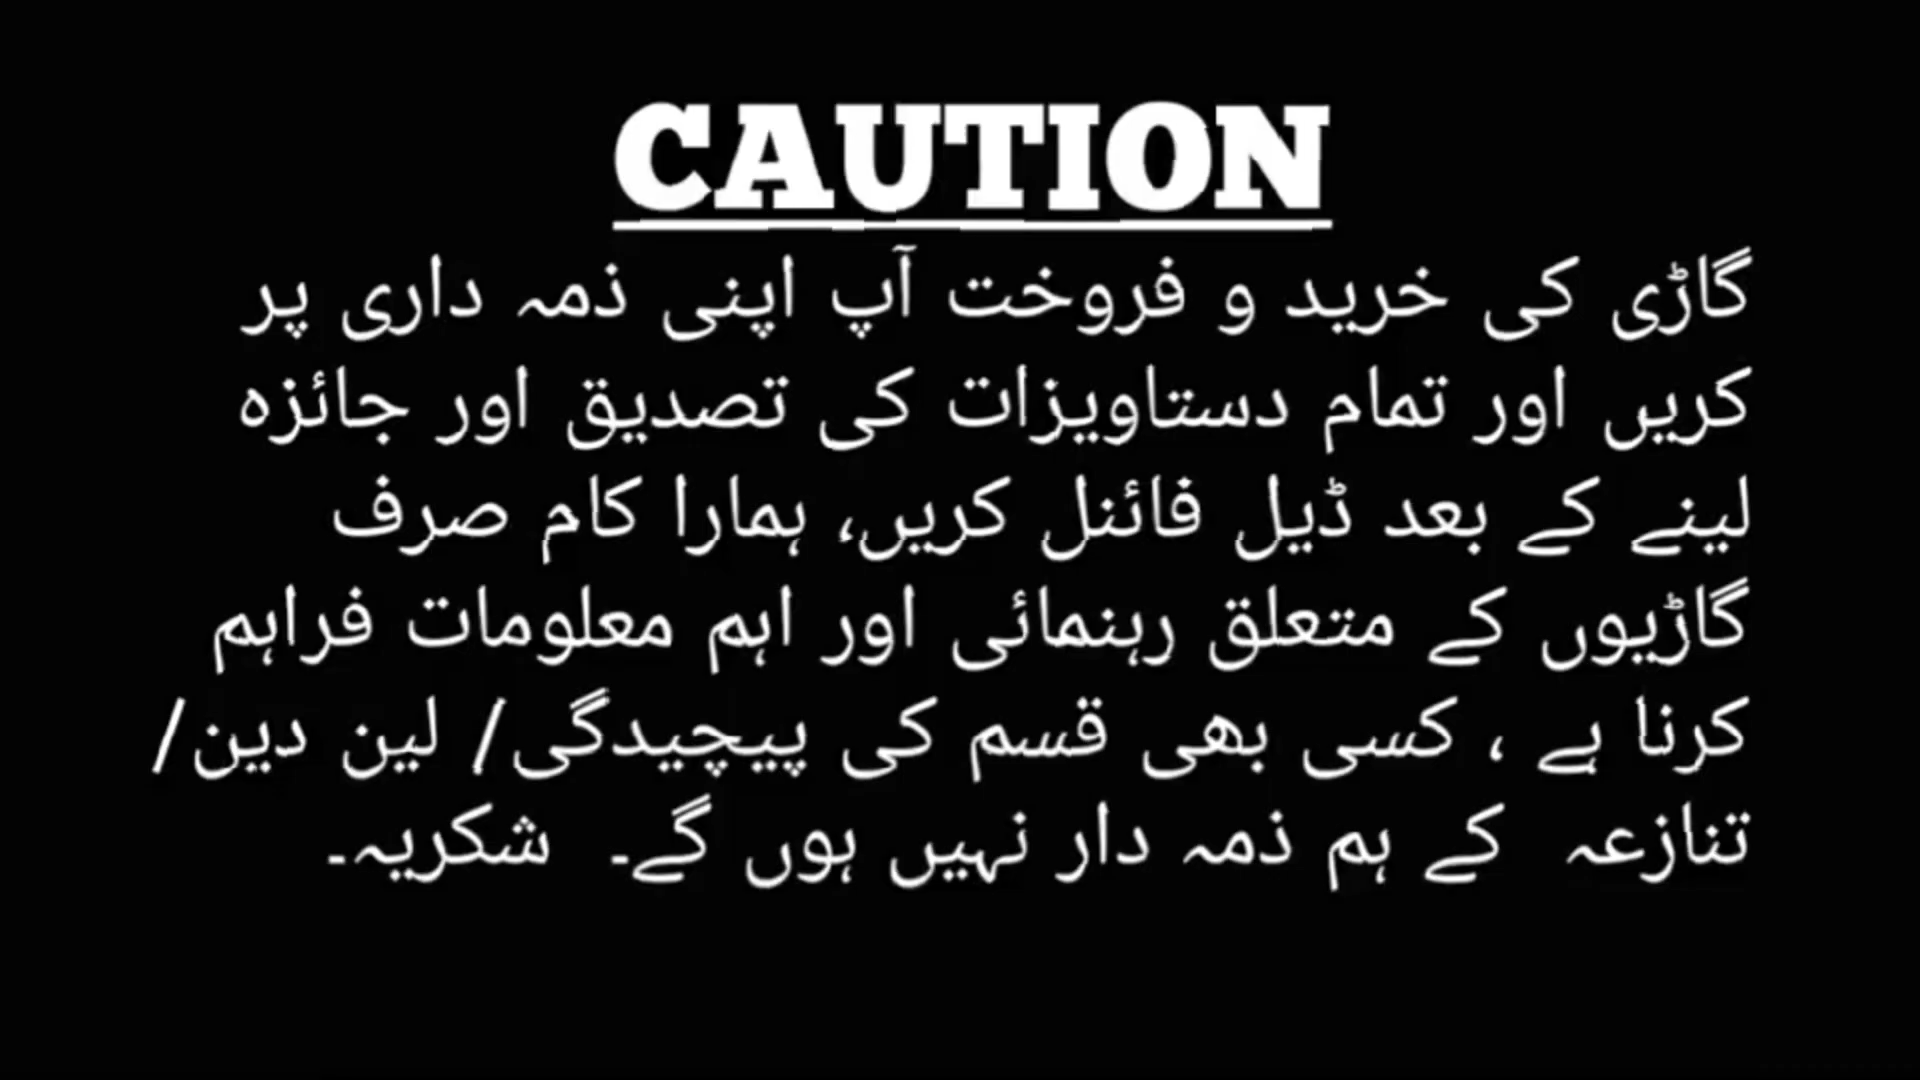 CAUTION
گاڑی کی خرید و فروخت آپ اپنی ذمہ داری پر
کریں اور تمام دستاویزات کی تصدیق اور جائزہ
لینے کے بعد ڈیل فائنل کریں، ہمارا کام صرف
گاڑیوں کے متعلق رہنمائی اور اہم معلومات فراہم
کرنا ہے ، کسی بھی قسم کی پیچیدگی/ لین دین/
تنازعہ  کے ہم ذمہ دار نہیں ہوں گے۔  شکریہ۔